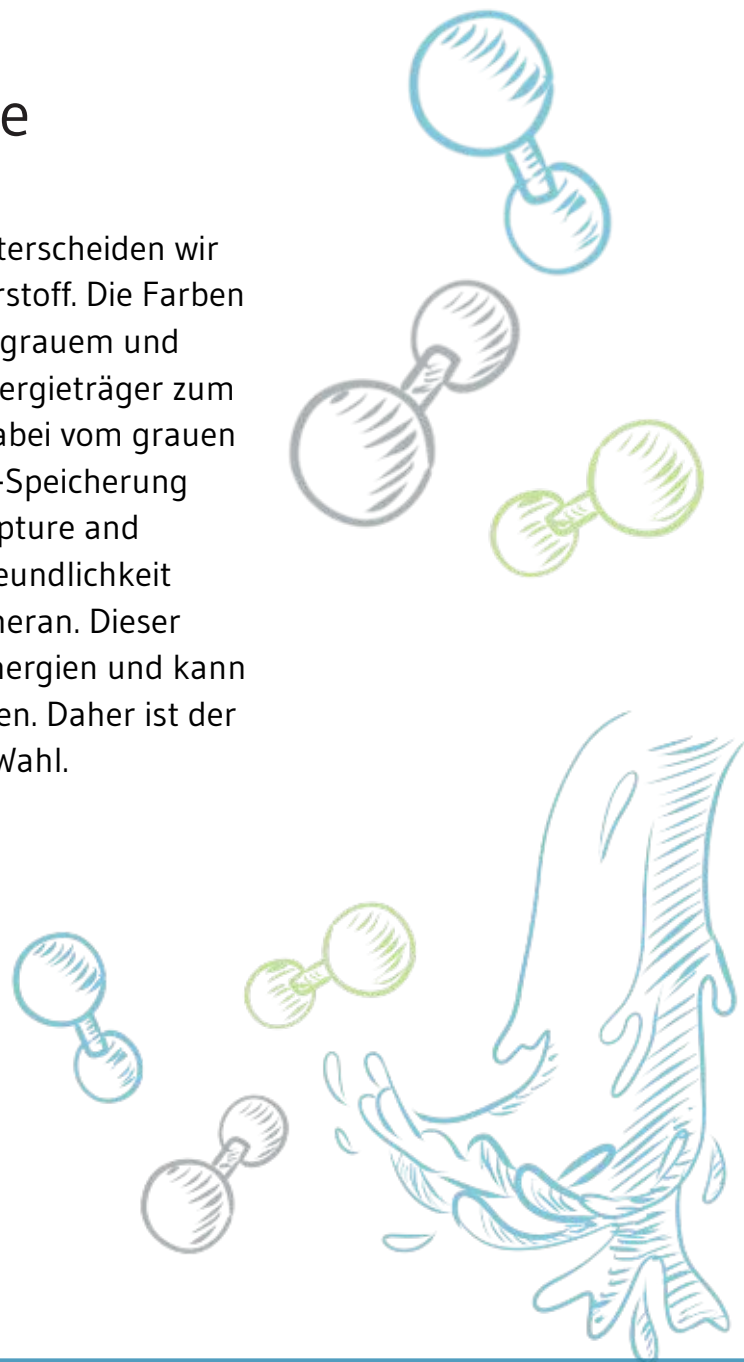 e
terscheiden wir
rstoff. Die Farben
grauem und
ergieträger zum
abei vom grauen
-Speicherung
pture and
eundlichkeit
heran. Dieser
nergien und kann
en. Daher ist der
Wahl.